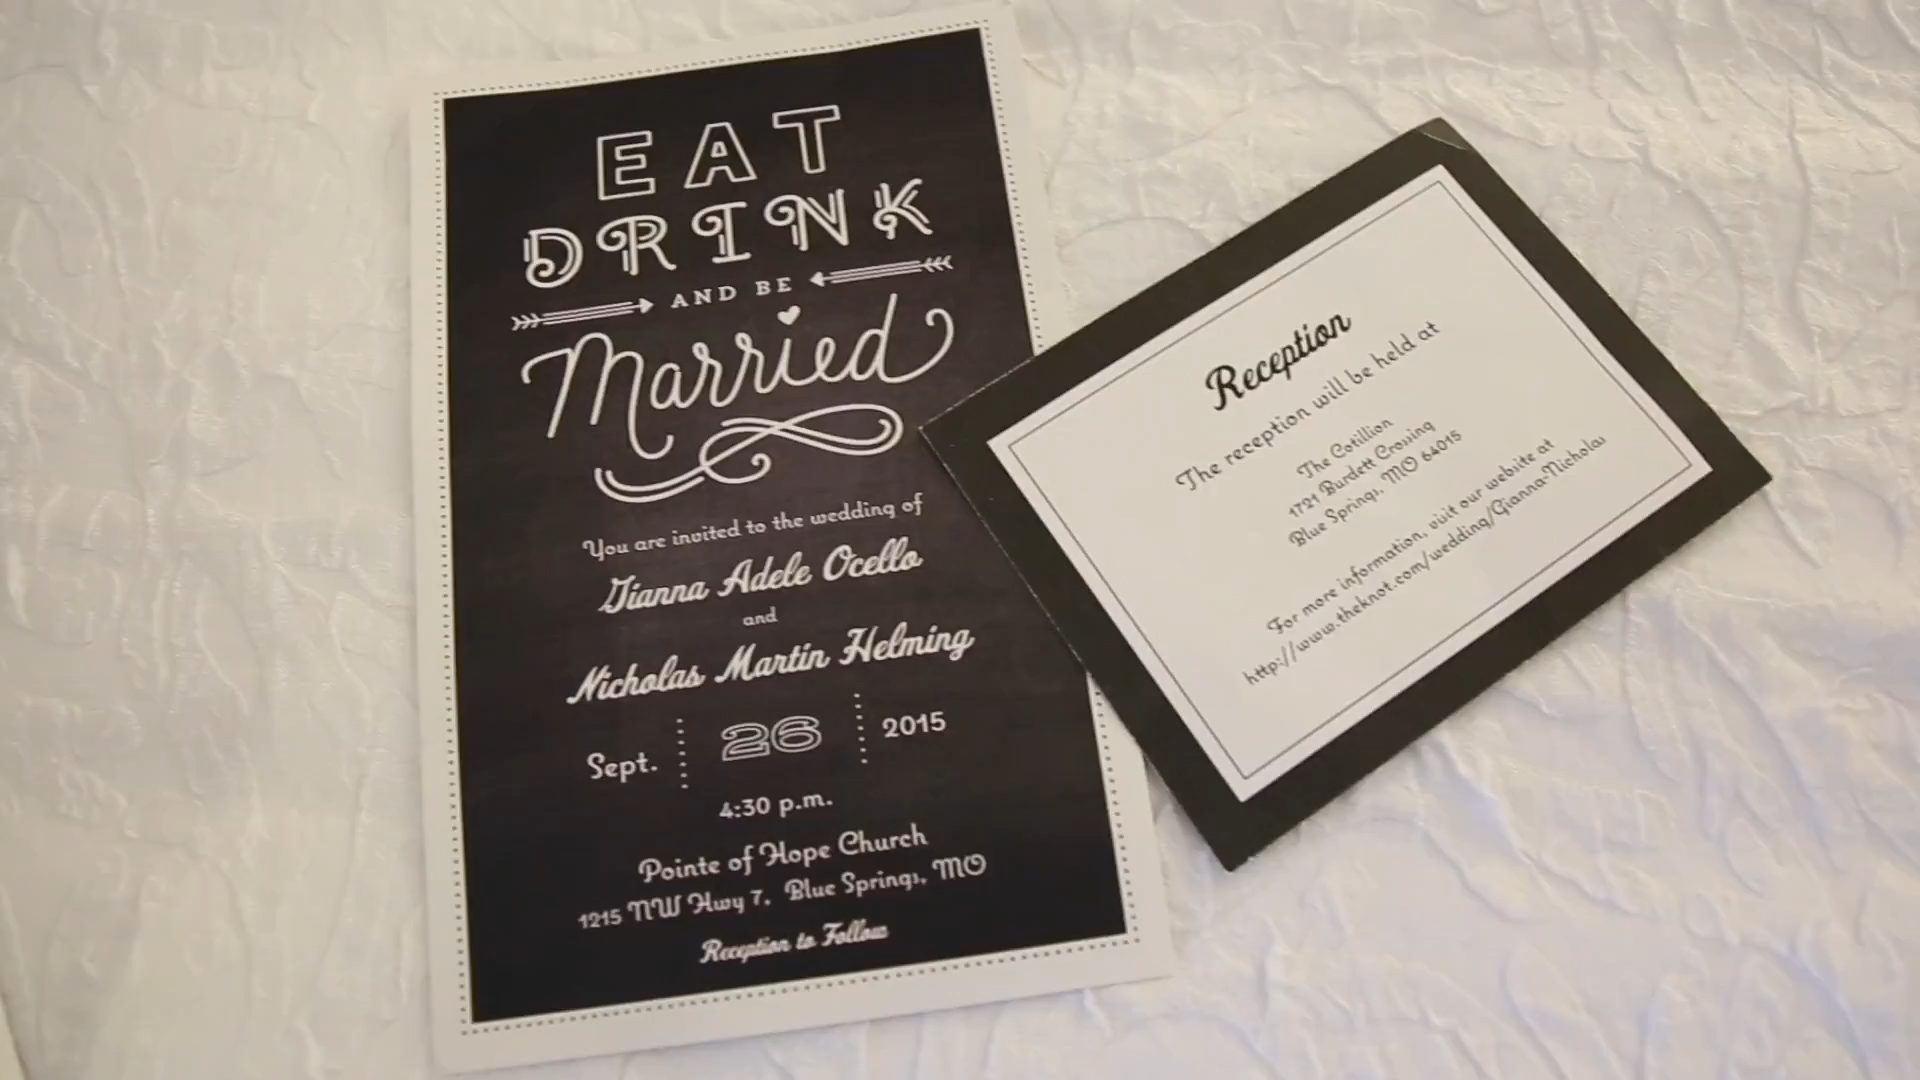 EAT
DRINK
AND BE
Married
You are invited to the wedding of
Gianna Adele Ocello
and
Nicholas Martin Helming
Sept. 26 2015
4:30 p.m.
Pointe of Hope Church
1215 NW Hwy 7, Blue Springs, MO
Reception to Follow
Reception
The reception will be held at
The Cotillion
1721 Burdett Crossing
Blue Springs, MO 64015
For more information, visit our website at
http://www.theknot.com/wedding/Gianna-Nicholas